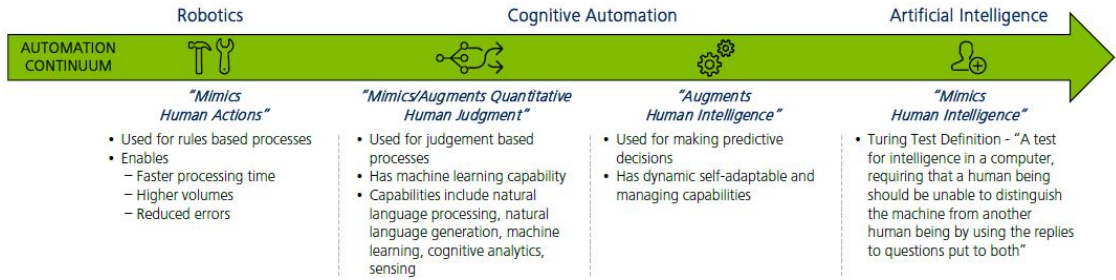 Robotics
Cognitive Automation
Artificial Intelligence
AUTOMATION
CONTINUUM
"Mimics
Human Actions"
• Used for rules based processes
• Enables
– Faster processing time
– Higher volumes
– Reduced errors
"Mimics/Augments Quantitative
Human Judgment"
• Used for judgement based
processes
• Has machine learning capability
• Capabilities include natural
language processing, natural
language generation, machine
learning, cognitive analytics,
sensing
"Augments
Human Intelligence"
• Used for making predictive
decisions
• Has dynamic self-adaptable and
managing capabilities
"Mimics
Human Intelligence"
• Turing Test Definition - "A test
for intelligence in a computer,
requiring that a human being
should be unable to distinguish
the machine from another
human being by using the replies
to questions put to both"